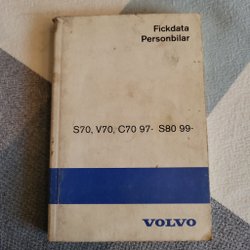 Fickdata
Personbilar
S70, V70, C70 97- S80 99-
VOLVO